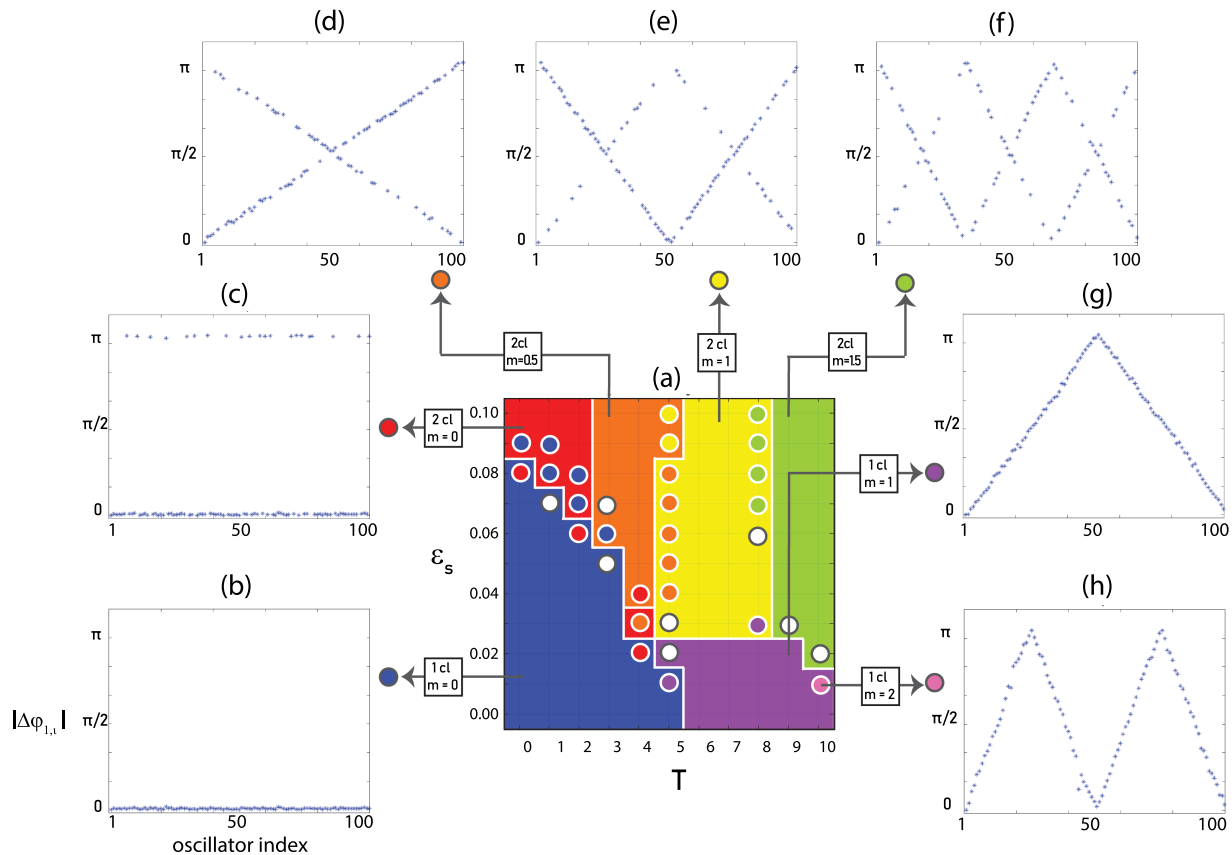 (d)
(e)
(f)
π
π/2
0
1
50
100
π
π/2
0
1
50
100
π
π/2
0
1
50
100
(c)
(g)
π
π/2
0
1
50
100
2cl
m=0.5
2 cl
m = 1
2cl
m=1.5
π
π/2
0
1
50
100
(a)
2 cl
m = 0
1 cl
m = 1
0.10
0.08
0.06
0.04
0.02
0.00
εs
0
1
2
3
4
5
6
7
8
9
10
T
(b)
(h)
1 cl
m = 0
1 cl
m = 2
|Δφ1,ι|
π
π/2
0
1
50
100
oscillator index
π
π/2
0
1
50
100